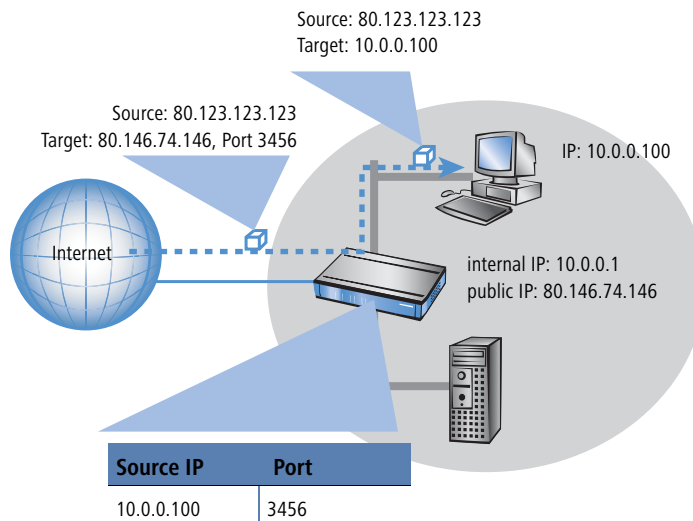 Source: 80.123.123.123
Target: 10.0.0.100
Source: 80.123.123.123
Target: 80.146.74.146, Port 3456
IP: 10.0.0.100
Internet
internal IP: 10.0.0.1
public IP: 80.146.74.146
Source IP Port
10.0.0.100 3456